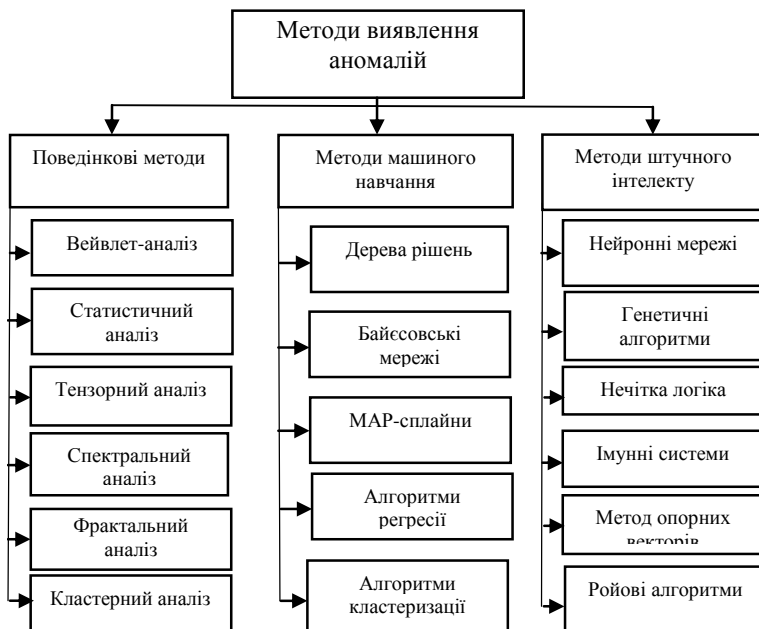 Методи виявлення
аномалій
Поведінкові методи
Вейвлет-аналіз
Статистичний
аналіз
Тензорний аналіз
Спектральний
аналіз
Фрактальний
аналіз
Кластерний аналіз
Методи машиного
навчання
Дерева рішень
Байєсовські
мережі
МАР-сплайни
Алгоритми
регресії
Алгоритми
кластеризації
Методи штучного
інтелекту
Нейронні мережі
Генетичні
алгоритми
Нечітка логіка
Імунні системи
Метод опорних
векторів
Ройові алгоритми